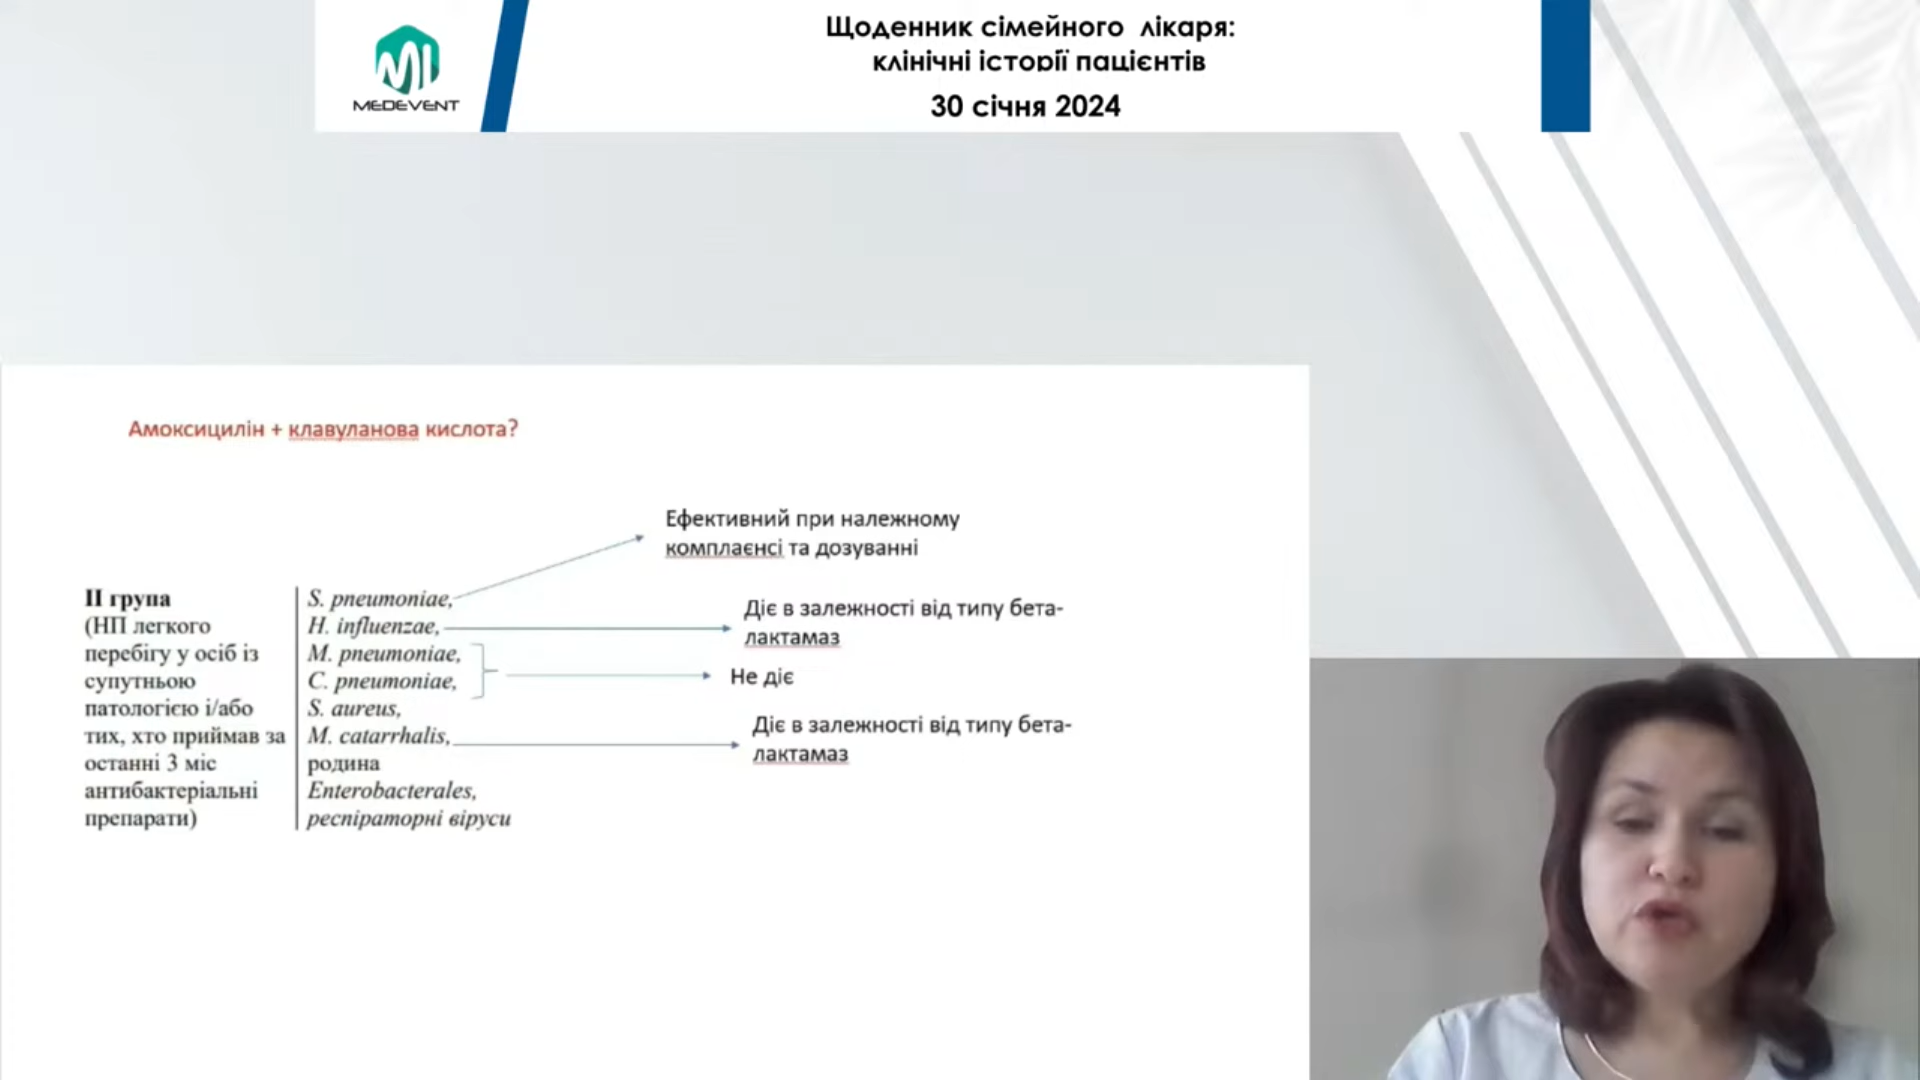 MEDEVENT
Щоденник сімейного лікаря:
клінічні історії пацієнтів
30 січня 2024
Амоксицилін + клавуланова кислота?
Ефективний при належному
комплаєнсі та дозуванні
ІІ група
(НП легкого
перебігу у осіб із
супутньою
патологією і/або
тих, хто приймав за
останні 3 міс
антибактеріальні
препарати)
S. pneumoniae,
H. influenzae,
M. pneumoniae,
C. pneumoniae,
S. aureus,
M. catarrhalis,
родина
Enterobacterales,
респіраторні віруси
Діє в залежності від типу бета-
лактамаз
Не діє
Діє в залежності від типу бета-
лактамаз